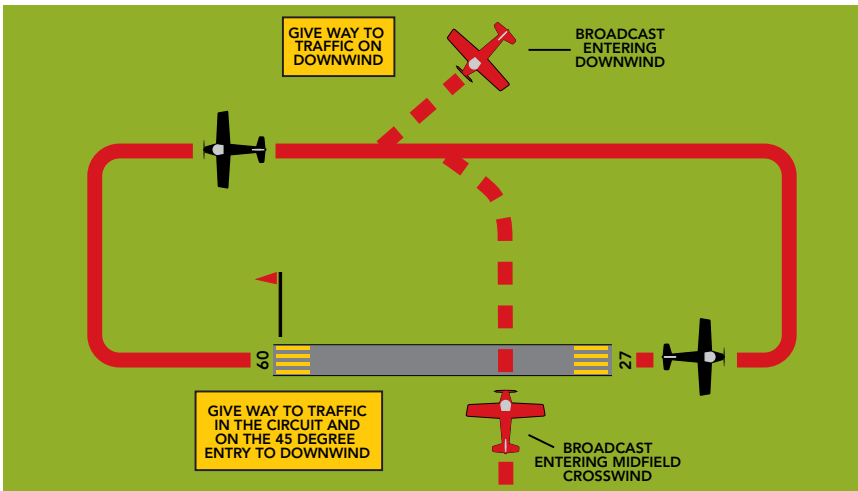 GIVE WAY TO
TRAFFIC ON
DOWNWIND
BROADCAST
ENTERING
DOWNWIND
09
27
GIVE WAY TO TRAFFIC
IN THE CIRCUIT AND
ON THE 45 DEGREE
ENTRY TO DOWNWIND
BROADCAST
ENTERING MIDFIELD
CROSSWIND